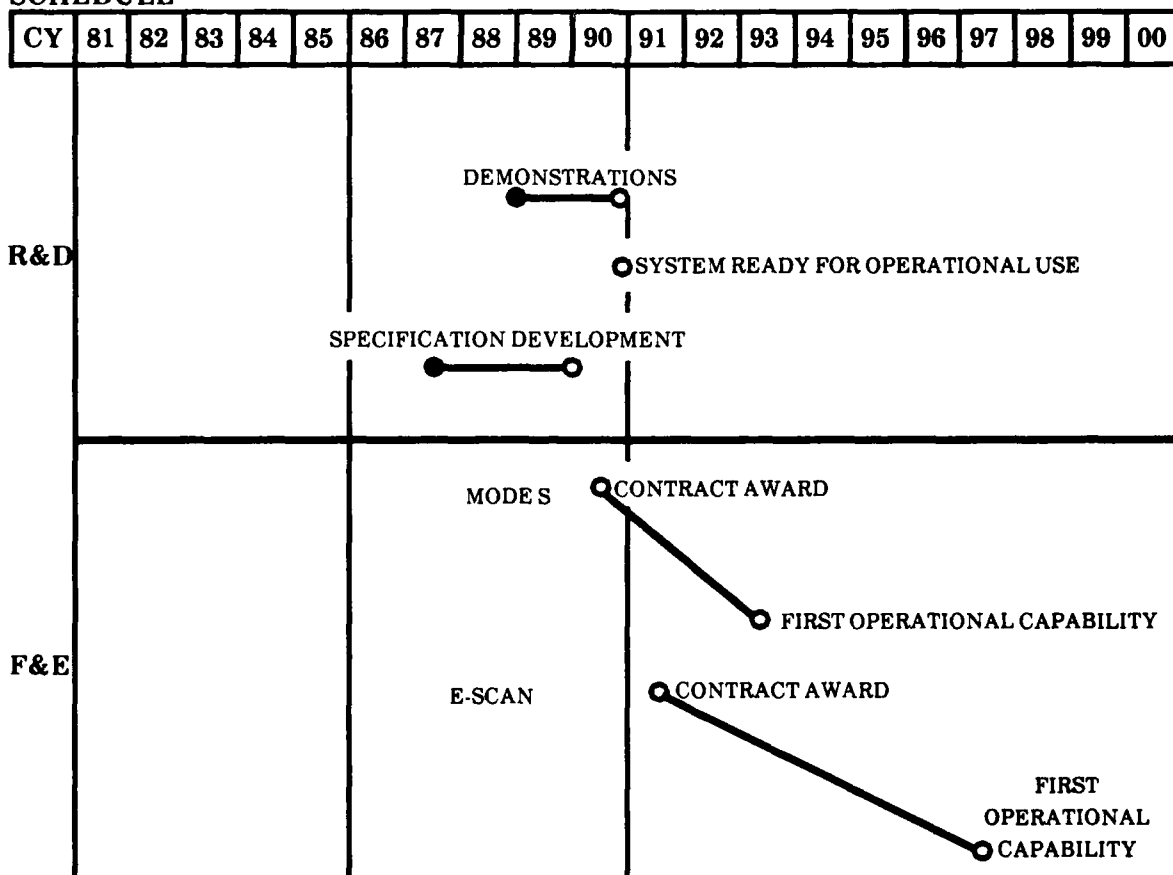 SCHEDULE
CY 81 82 83 84 85 86 87 88 89 90 91 92 93 94 95 96 97 98 99 00
DEMONSTRATIONS
R&D
SYSTEM READY FOR OPERATIONAL USE
SPECIFICATION DEVELOPMENT
MODE S
CONTRACT AWARD
FIRST OPERATIONAL CAPABILITY
F&E
E-SCAN
CONTRACT AWARD
FIRST
OPERATIONAL
CAPABILITY